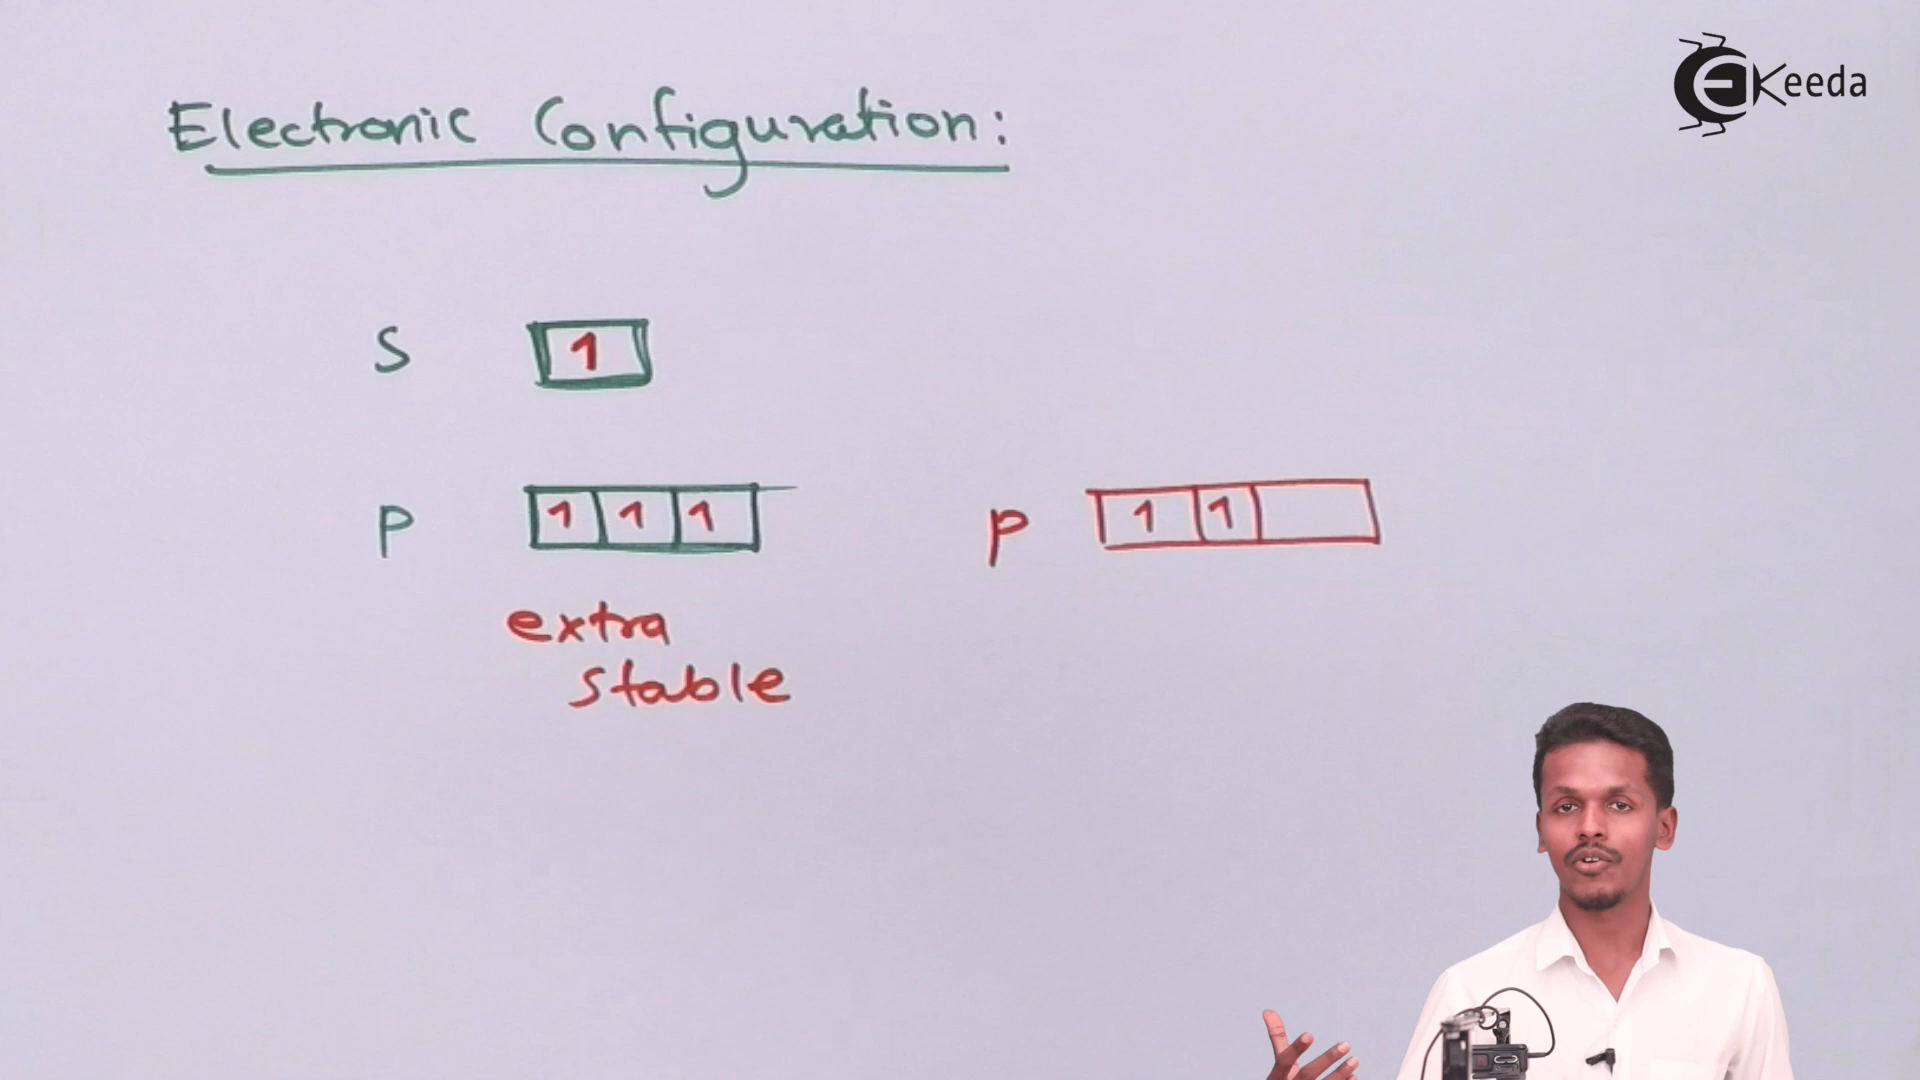 EKeeda
Electronic Configuration:
S 1
P 1 1 1
P 1 1
extra
stable